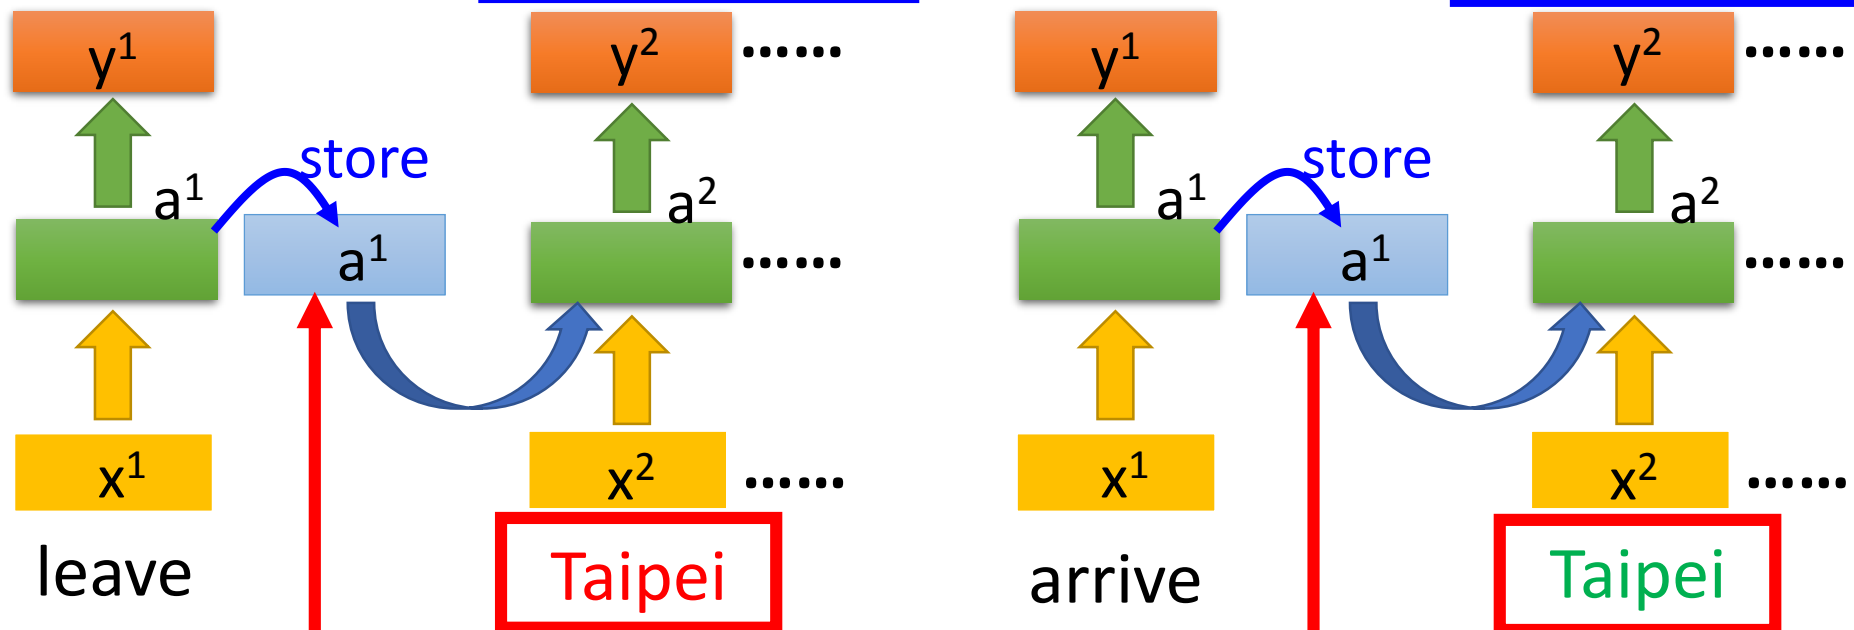 y¹ y² …… y¹ y² ……
store store
a¹ a² a¹ a²
a¹ …… a¹ ……
x¹ x² …… x¹ x² ……
leave Taipei arrive Taipei